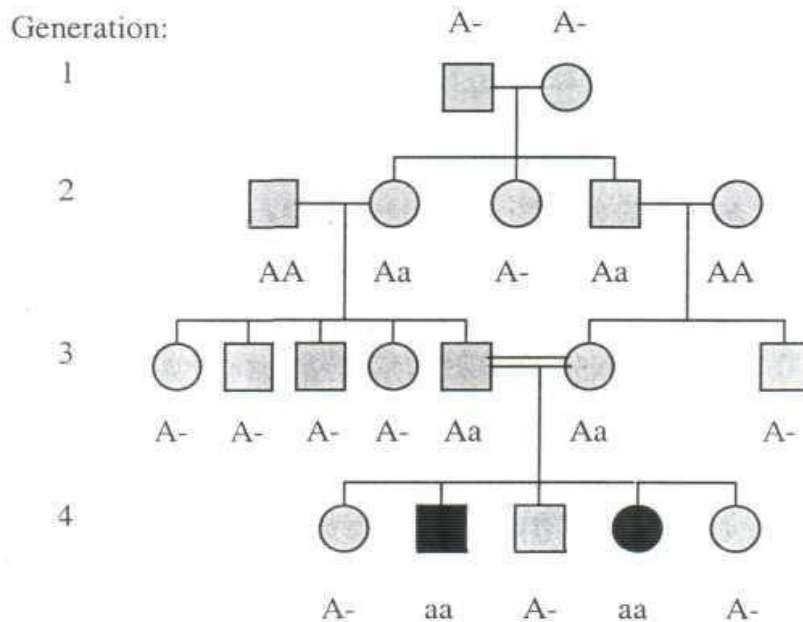 Generation:
A- A-
1
2
AA Aa A- Aa AA
3
A- A- A- A- Aa Aa A-
4
A- aa A- aa A-